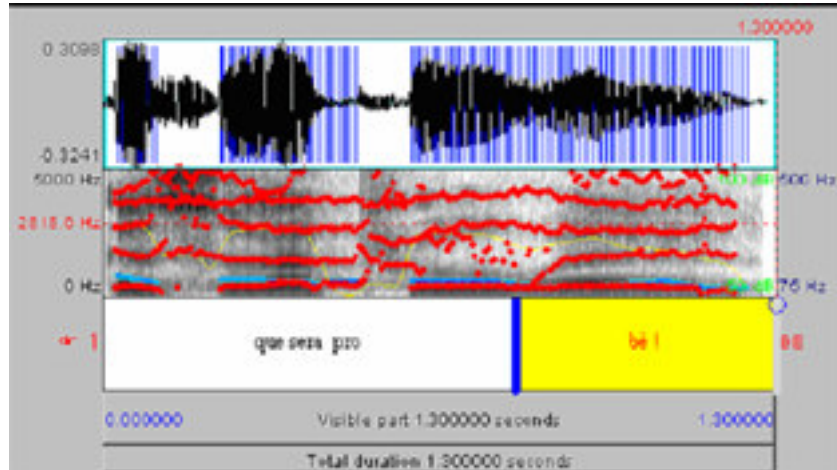 1.300000
0.3098
-0.3241
5000 Hz 500 Hz
2818.0 Hz
0 Hz 75 Hz
1 que sera pro bé !
0.000000 Visible part 1.300000 seconds 1.300000
Total duration 1.300000 seconds